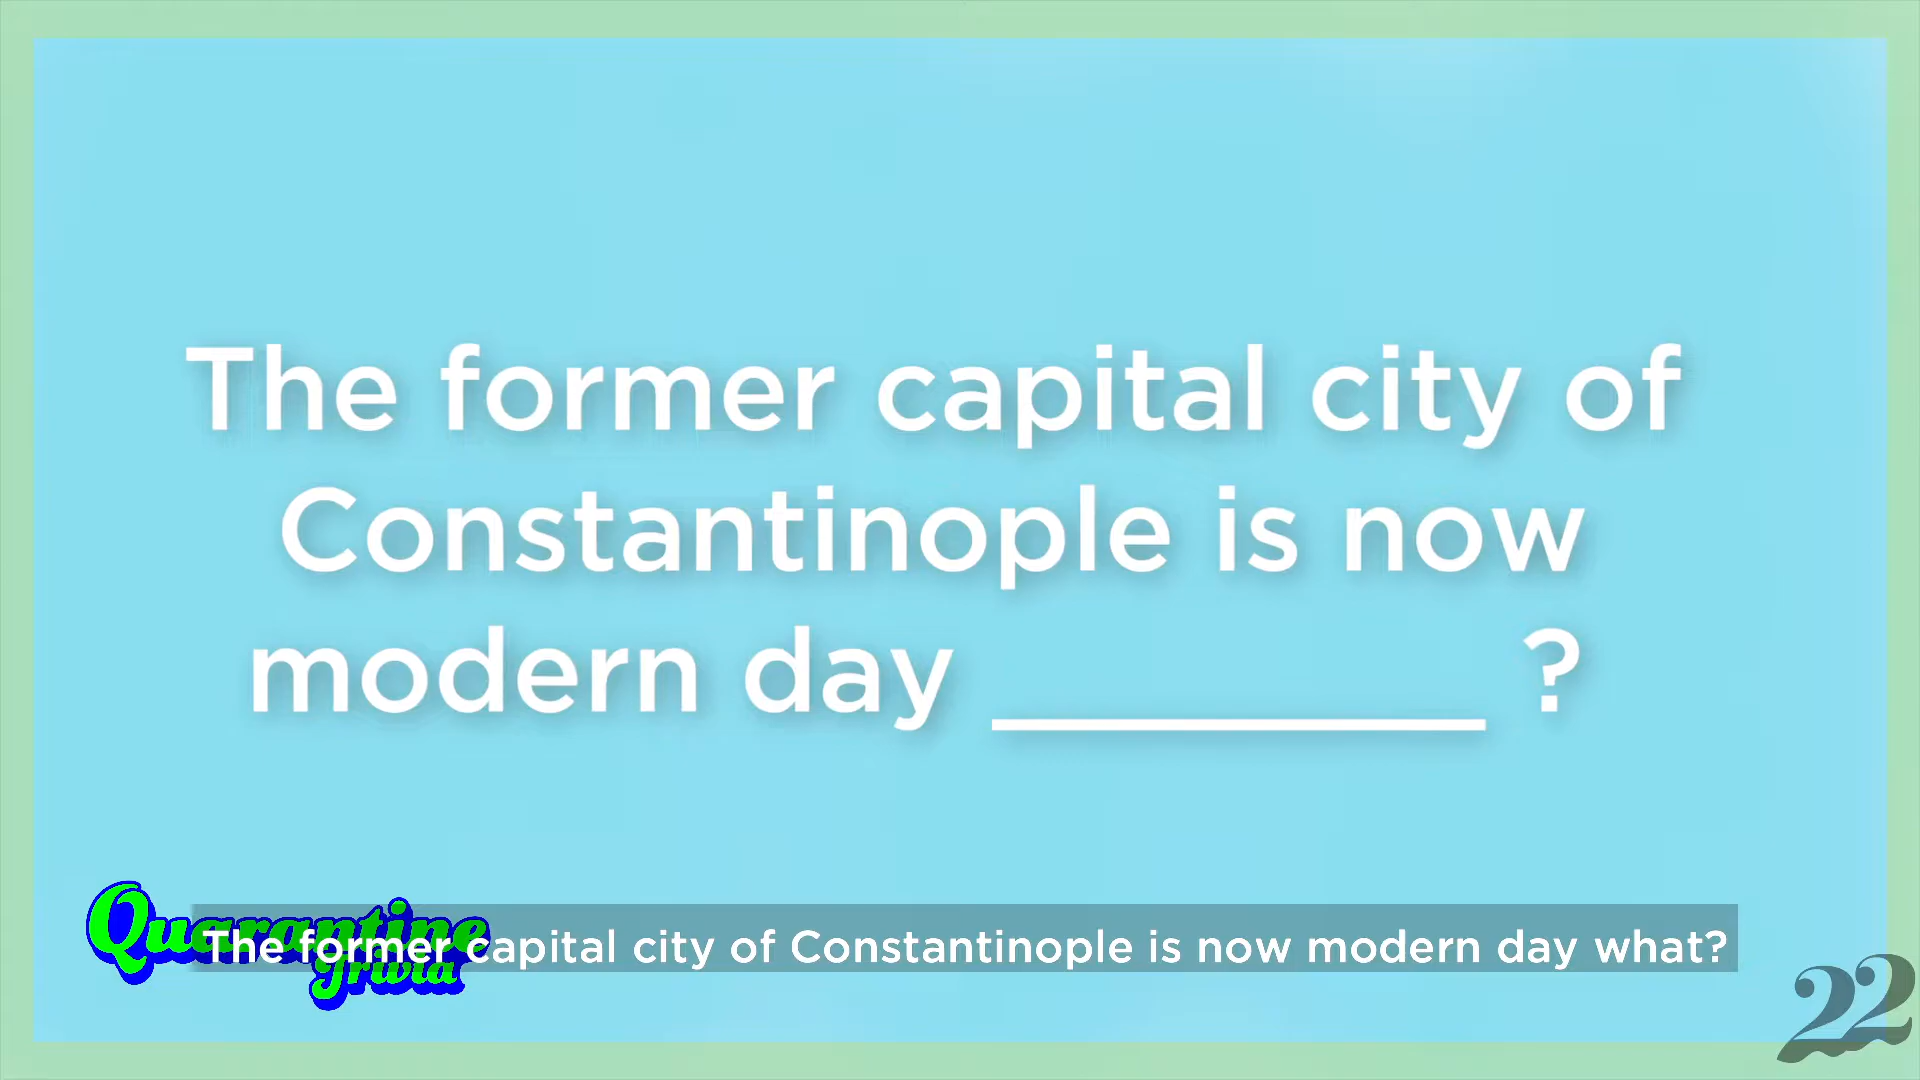 The former capital city of
Constantinople is now
modern day ________ ?
Quarantine
Trivia
The former capital city of Constantinople is now modern day what?
22